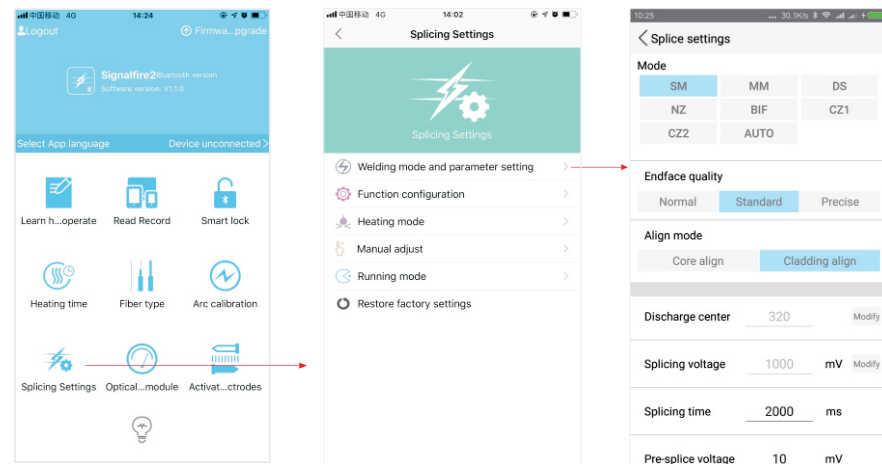 中国移动 4G 14:24
Logout Firmwa...pgrade
Signalfire2 Bluetooth version
Software version: V1.1.0
Select App language Device unconnected >
Learn h...operate Read Record Smart lock
Heating time Fiber type Arc calibration
Splicing Settings Optical...module Activat...ctrodes
中国移动 4G 14:02
< Splicing Settings
Splicing Settings
Welding mode and parameter setting >
Function configuration >
Heating mode >
Manual adjust >
Running mode >
Restore factory settings
10:25 ... 30.1K/s
< Splice settings
Mode
SM MM DS
NZ BIF CZ1
CZ2 AUTO
Endface quality
Normal Standard Precise
Align mode
Core align Cladding align
Discharge center 320 Modify
Splicing voltage 1000 mV Modify
Splicing time 2000 ms
Pre-splice voltage 10 mV